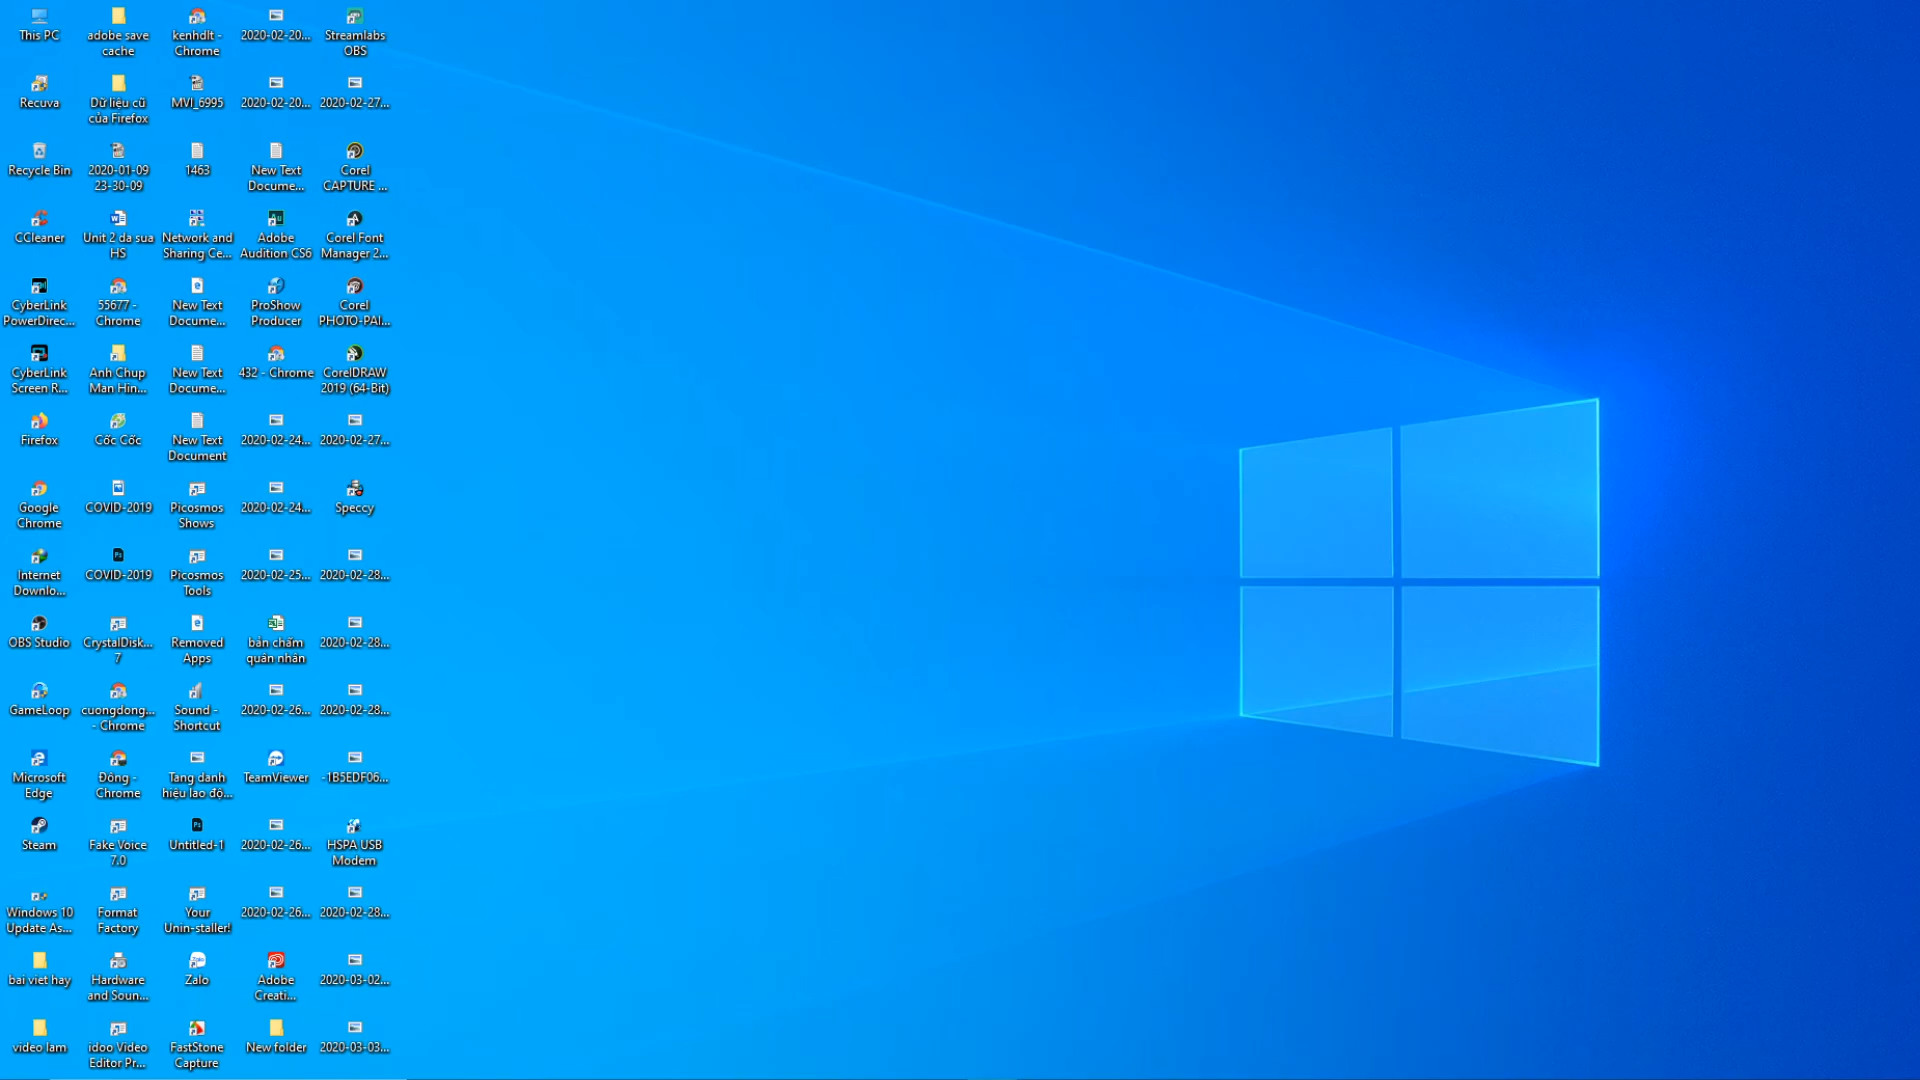 This PC
Recuva
Recycle Bin
CCleaner
CyberLink
PowerDirec...
CyberLink
Screen R...
Firefox
Google
Chrome
Internet
Downlo...
OBS Studio
GameLoop
Microsoft
Edge
Steam
Windows 10
Update As...
bai viet hay
video lam
adobe save
cache
Dữ liệu cũ
của Firefox
2020-01-09
23-30-09
Unit 2 da sua
HS
55677 -
Chrome
Anh Chup
Man Hin...
Cốc Cốc
COVID-2019
COVID-2019
CrystalDisk...
7
cuongdong...
- Chrome
Đông -
Chrome
Fake Voice
7.0
Format
Factory
Hardware
and Soun...
idoo Video
Editor Pr...
kenhdlt -
Chrome
MVI_6995
1463
Network and
Sharing Ce...
New Text
Docume...
New Text
Docume...
New Text
Document
Picosmos
Shows
Picosmos
Tools
Removed
Apps
Sound -
Shortcut
Tang danh
hiệu lao độ...
Untitled-1
Your
Unin-staller!
Zalo
FastStone
Capture
2020-02-20...
2020-02-20...
New Text
Docume...
Adobe
Audition CS6
ProShow
Producer
432 - Chrome
2020-02-24...
2020-02-24...
2020-02-25...
bản chấm
quân nhân
2020-02-26...
TeamViewer
2020-02-26...
2020-02-26...
Adobe
Creati...
New folder
Streamlabs
OBS
2020-02-27...
Corel
CAPTURE ...
Corel Font
Manager 2...
Corel
PHOTO-PAI...
CorelDRAW
2019 (64-Bit)
2020-02-27...
Speccy
2020-02-28...
2020-02-28...
2020-02-28...
-1B5EDF06...
HSPA USB
Modem
2020-02-28...
2020-03-02...
2020-03-03...